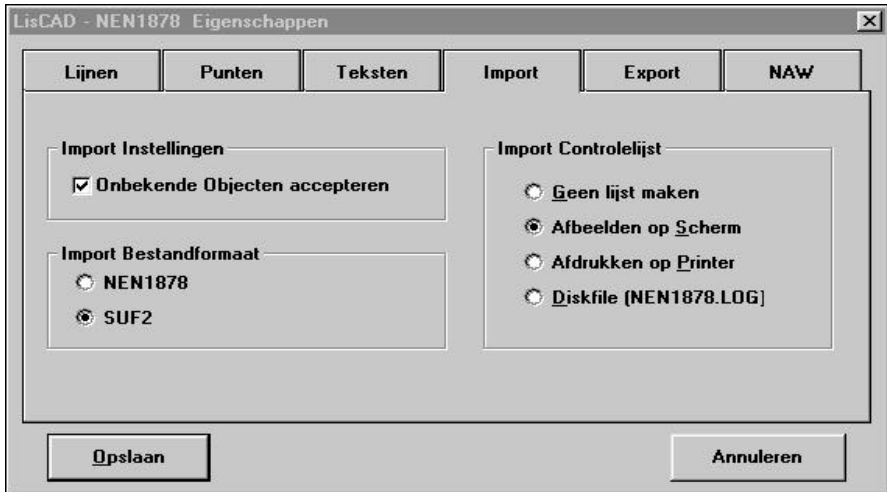 LisCAD - NEN1878 Eigenschappen
Lijnen
Punten
Teksten
Import
Export
NAW
Import Instellingen
Onbekende Objecten accepteren
Import Bestandformaat
NEN1878
SUF2
Import Controlelijst
Geen lijst maken
Afbeelden op Scherm
Afdrukken op Printer
Diskfile (NEN1878.LOG)
Opslaan
Annuleren